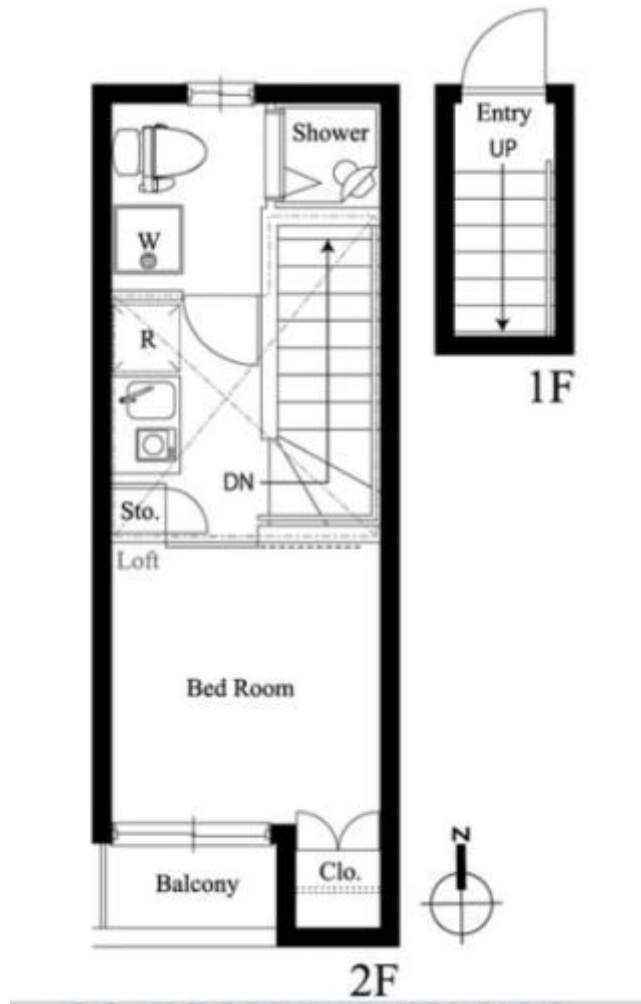 Shower
Entry
UP
W
R
1F
DN
Sto.
Loft
Bed Room
Balcony
Clo.
N
2F